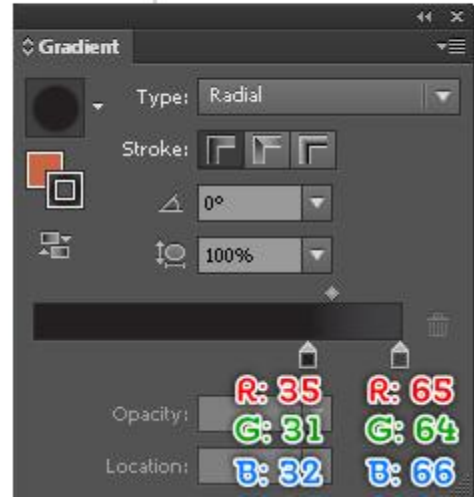 Gradient
Type: Radial
Stroke:
0°
100%
R: 35 R: 65
Opacity: G: 31 G: 64
Location: B: 32 B: 66